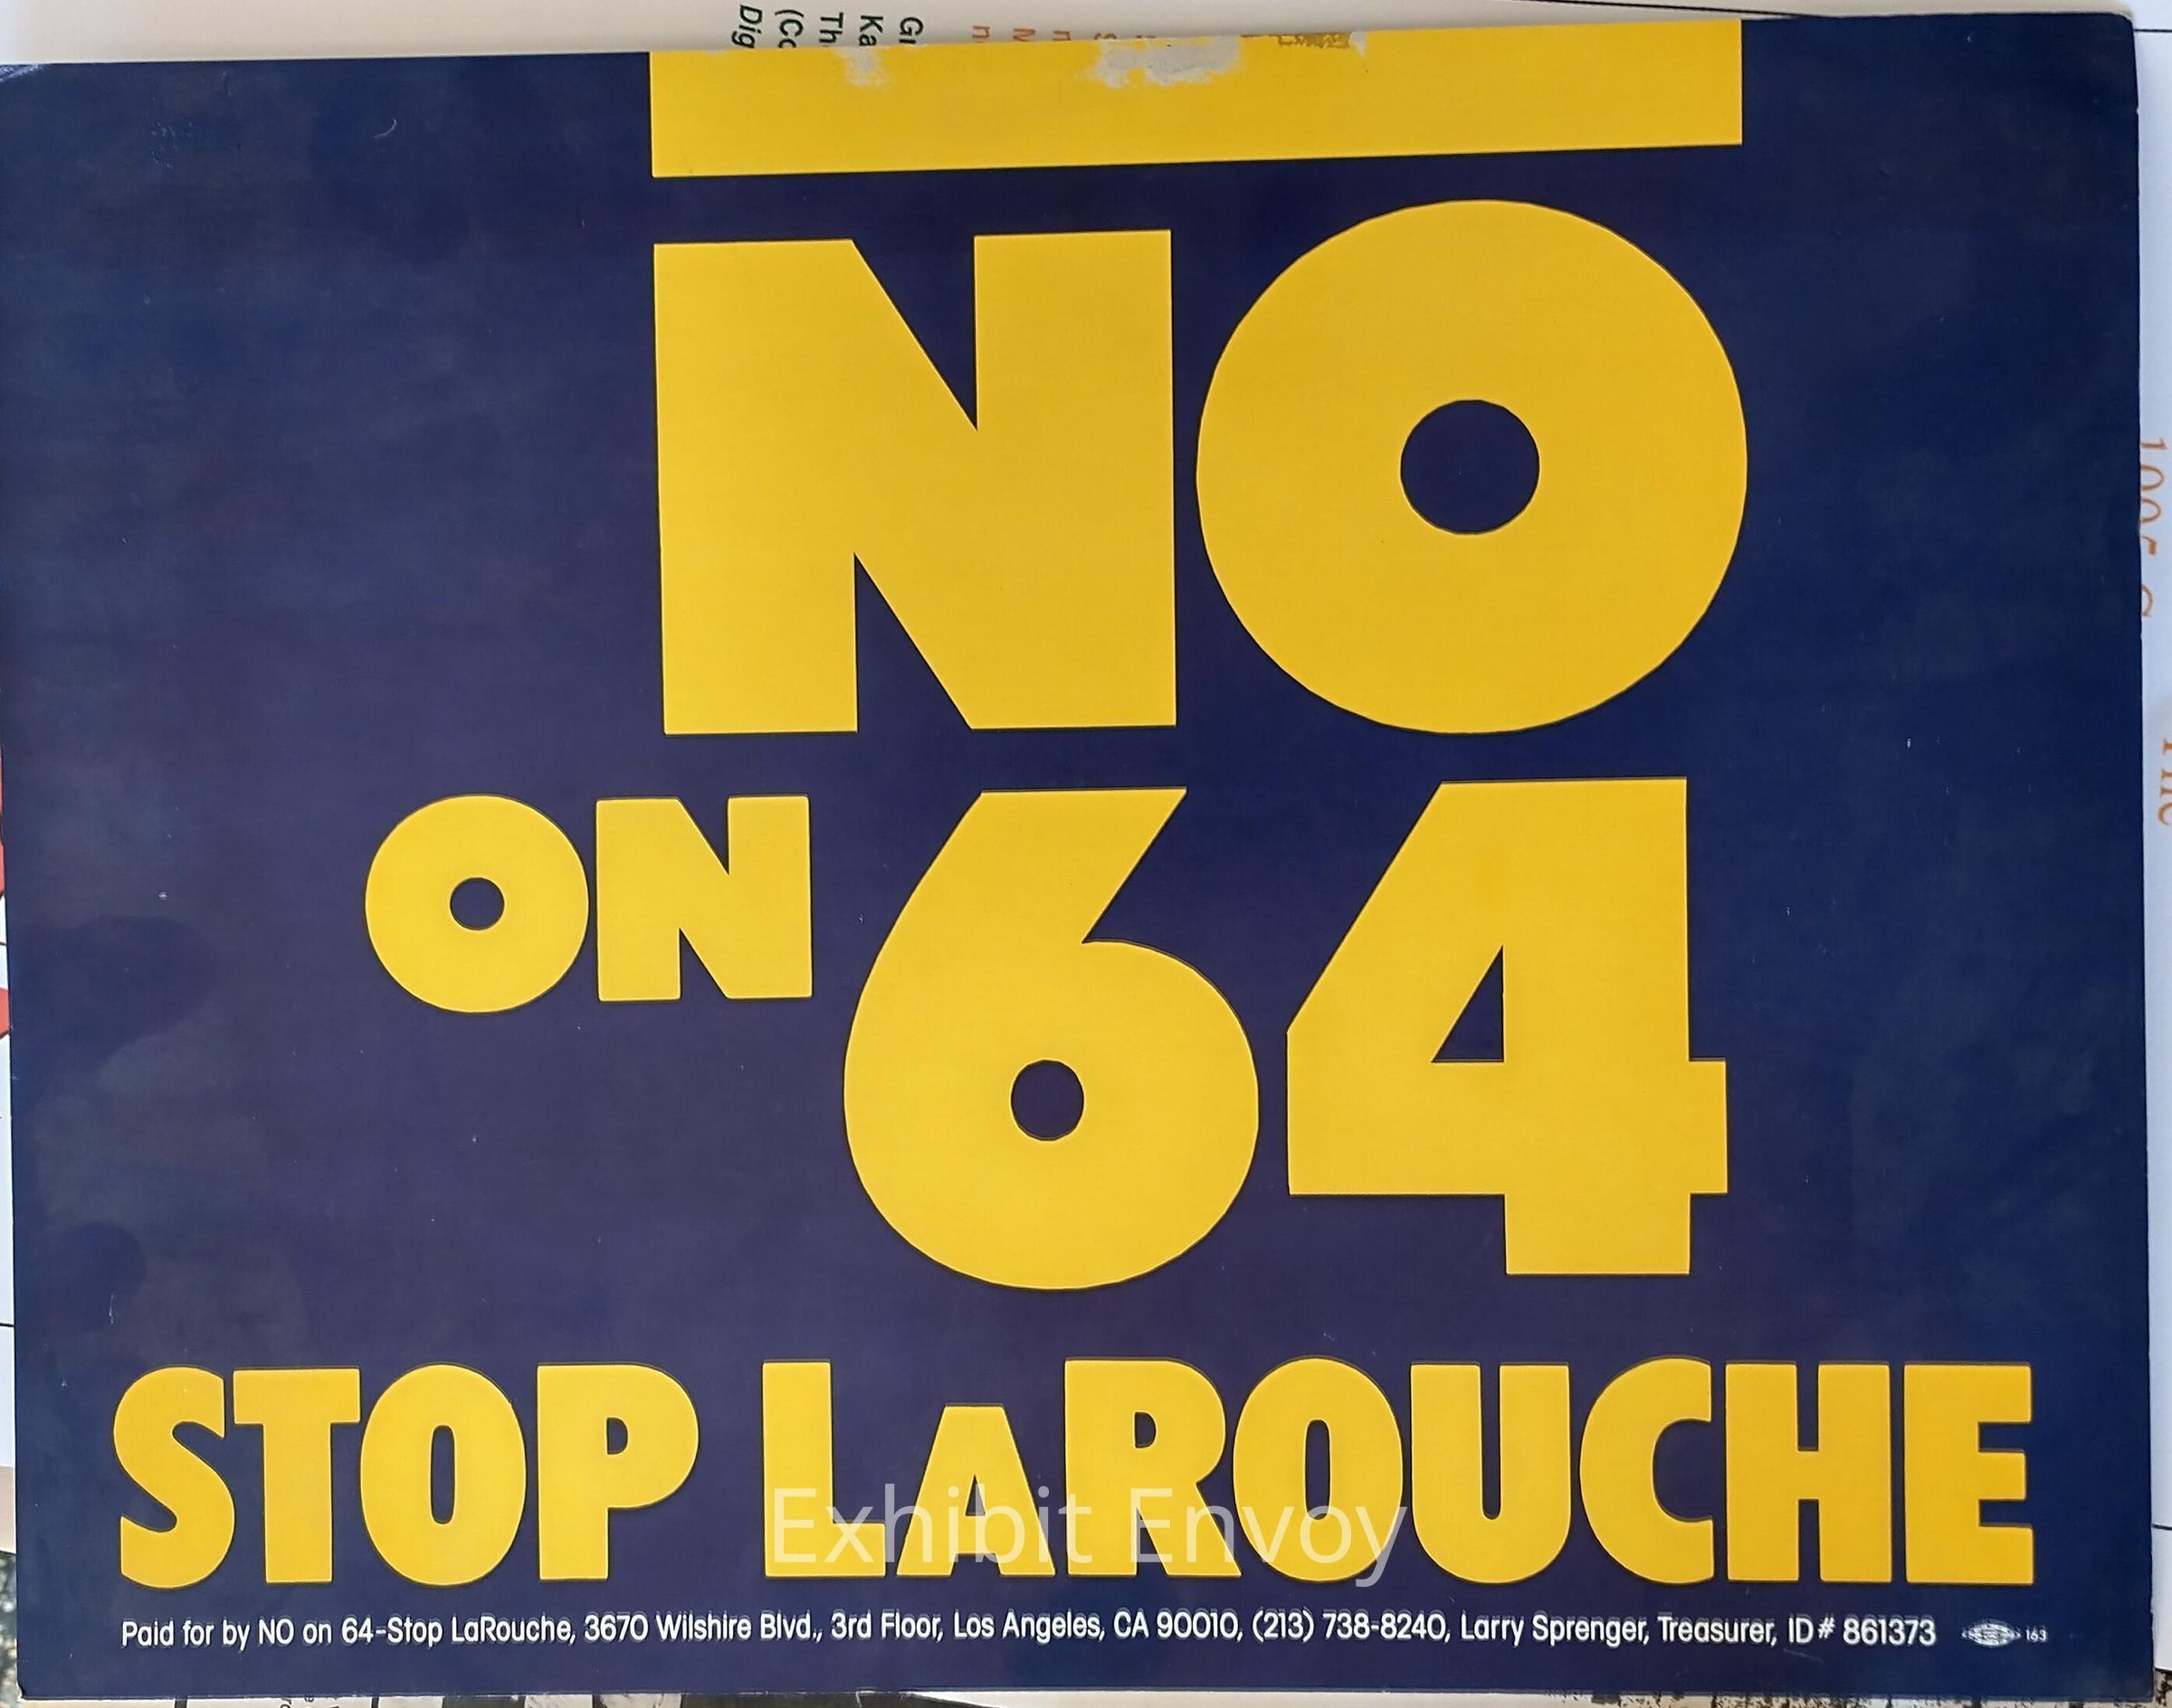 NO
ON 64
STOP LAROUCHE
Exhibit Envoy
Paid for by NO on 64-Stop LaRouche, 3670 Wilshire Blvd., 3rd Floor, Los Angeles, CA 90010, (213) 738-8240, Larry Sprenger, Treasurer, ID# 861373 163